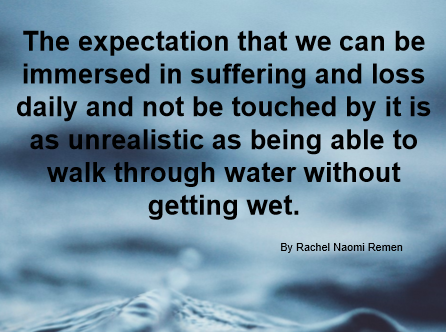 The expectation that we can be
immersed in suffering and loss
daily and not be touched by it is
as unrealistic as being able to
walk through water without
getting wet.
By Rachel Naomi Remen